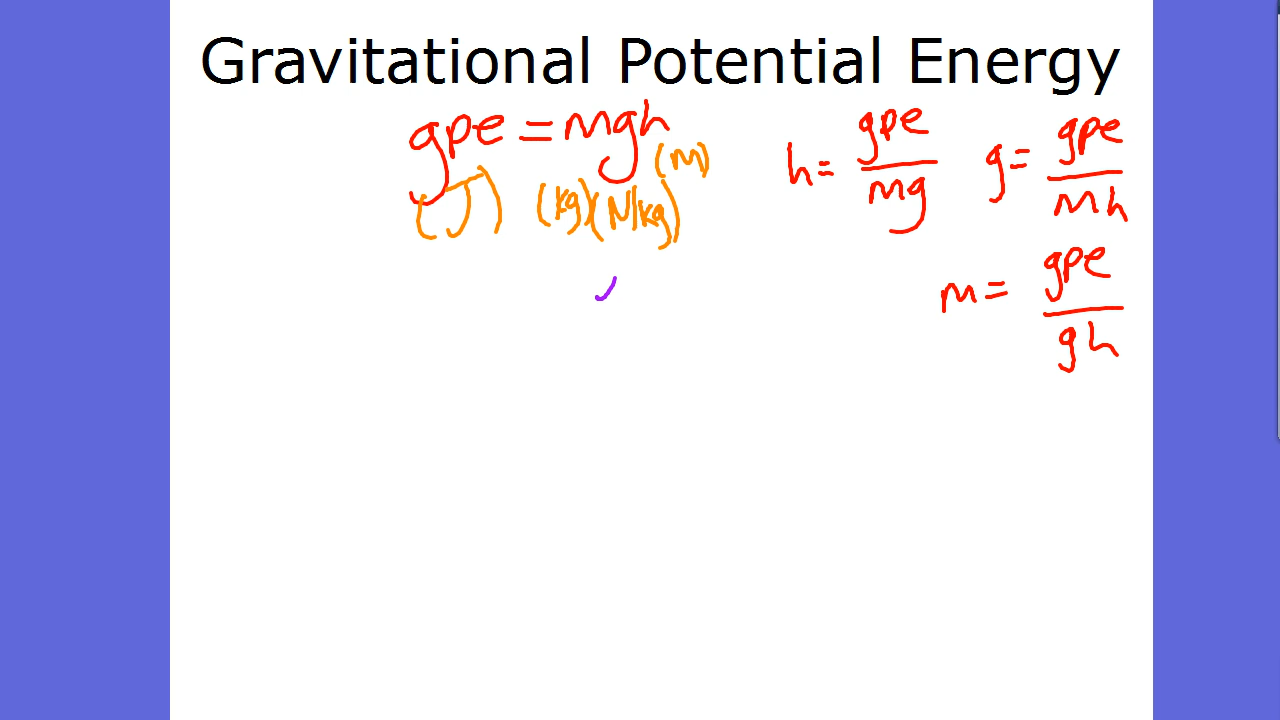 Gravitational Potential Energy
gpe = mgh
(J) (kg)(N/kg) (m)
h = gpe/mg
g = gpe/mh
m = gpe/gh